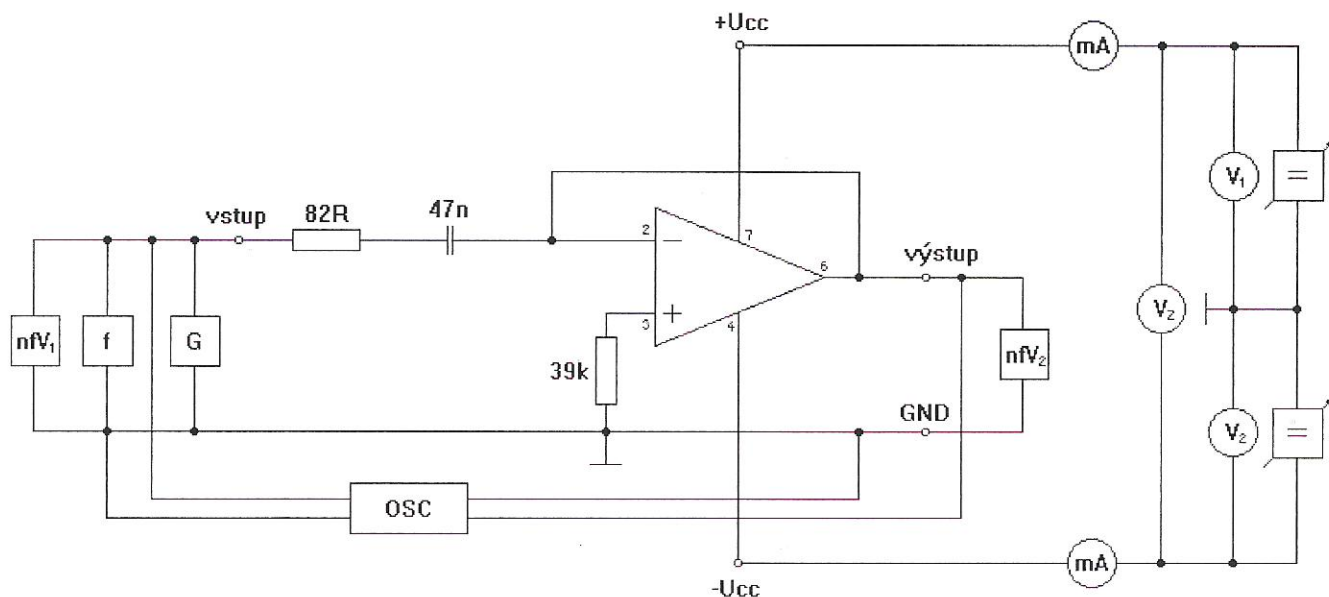 +Ucc
mA
V₁
=
vstup
82R
47n
2
−
7
6
výstup
V₂
nfV₁
f
G
3
+
4
39k
nfV₂
GND
V₂
=
OSC
-Ucc
mA